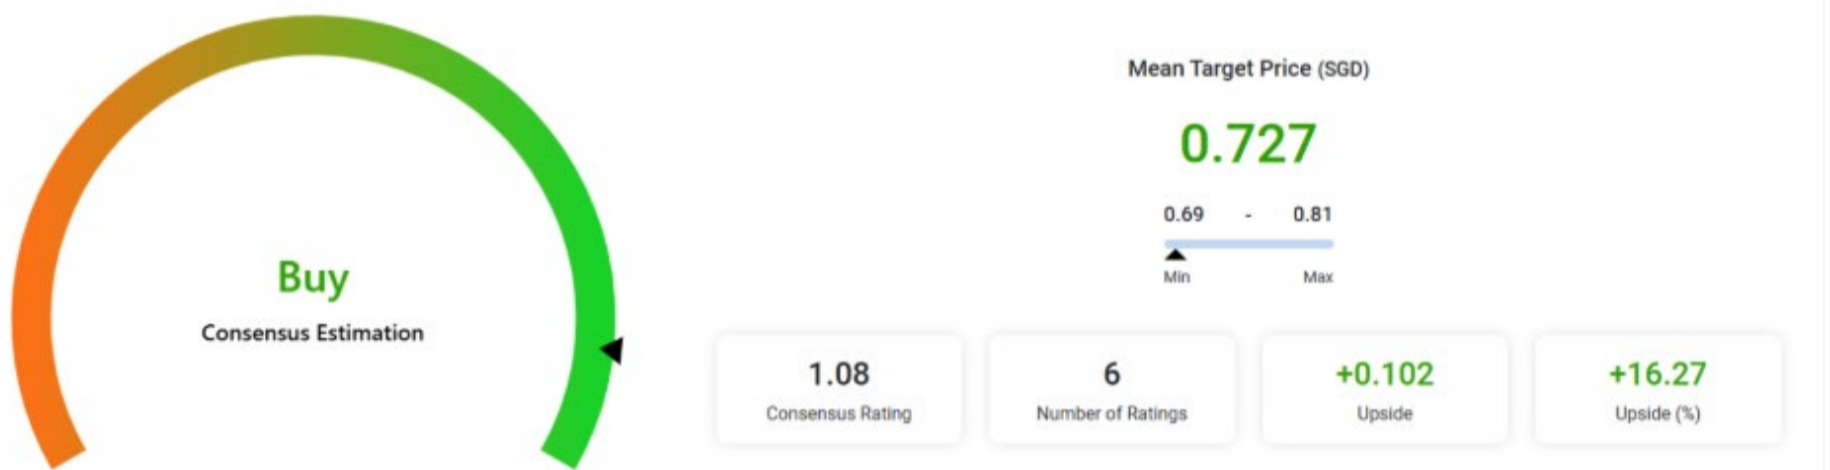 Buy
Consensus Estimation
Mean Target Price (SGD)
0.727
0.69 - 0.81
Min Max
1.08
Consensus Rating
6
Number of Ratings
+0.102
Upside
+16.27
Upside (%)